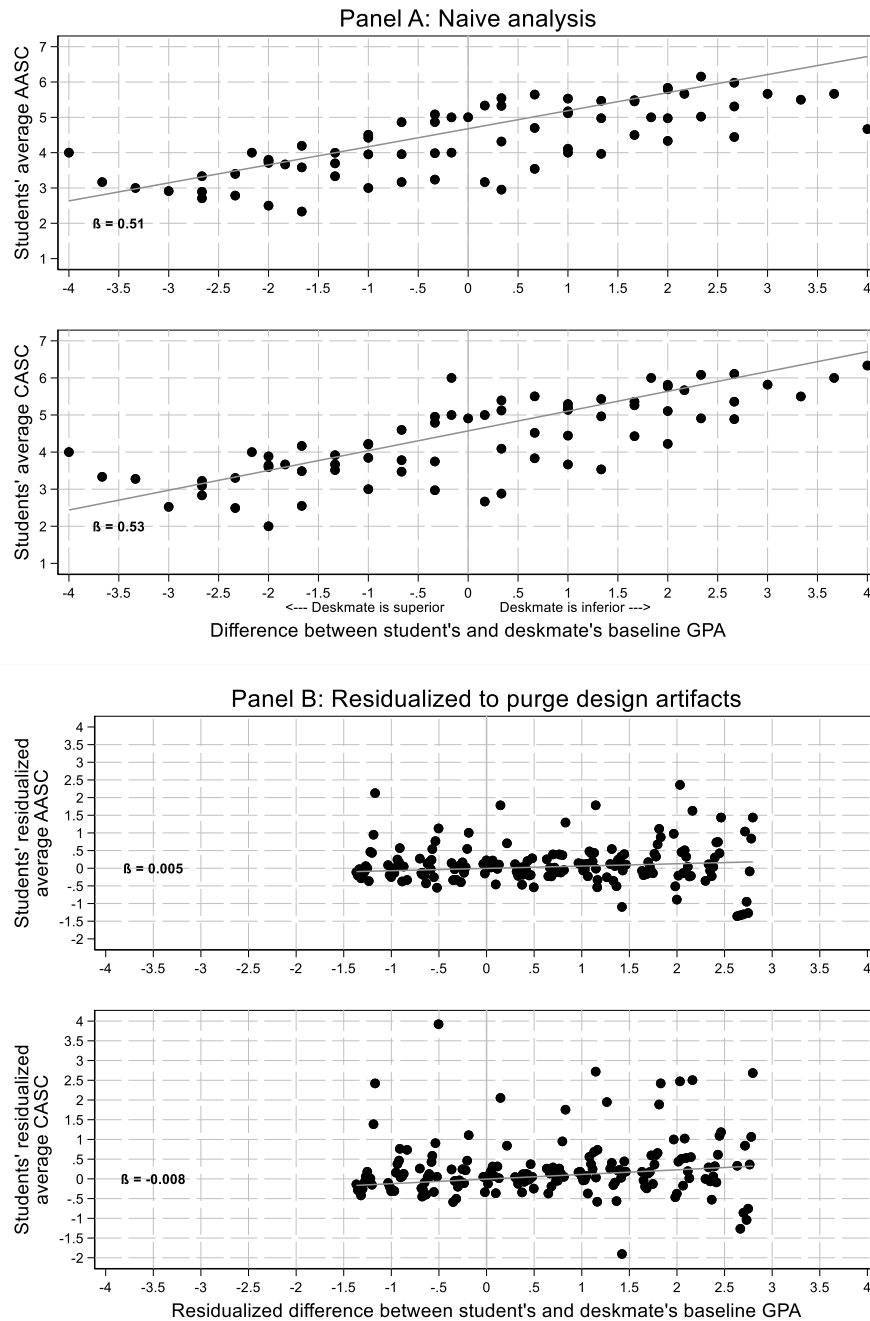 Panel A: Naive analysis
Students' average AASC
7
6
5
4
3
2
1
ß = 0.51
-4 -3.5 -3 -2.5 -2 -1.5 -1 -.5 0 .5 1 1.5 2 2.5 3 3.5 4
Students' average CASC
7
6
5
4
3
2
1
ß = 0.53
-4 -3.5 -3 -2.5 -2 -1.5 -1 -.5 0 .5 1 1.5 2 2.5 3 3.5 4
<--- Deskmate is superior Deskmate is inferior --->
Difference between student's and deskmate's baseline GPA
Panel B: Residualized to purge design artifacts
Students' residualized
average AASC
4
3.5
3
2.5
2
1.5
1
.5
0
-.5
-1
-1.5
-2
ß = 0.005
-4 -3.5 -3 -2.5 -2 -1.5 -1 -.5 0 .5 1 1.5 2 2.5 3 3.5 4
Students' residualized
average CASC
4
3.5
3
2.5
2
1.5
1
.5
0
-.5
-1
-1.5
-2
ß = -0.008
-4 -3.5 -3 -2.5 -2 -1.5 -1 -.5 0 .5 1 1.5 2 2.5 3 3.5 4
Residualized difference between student's and deskmate's baseline GPA